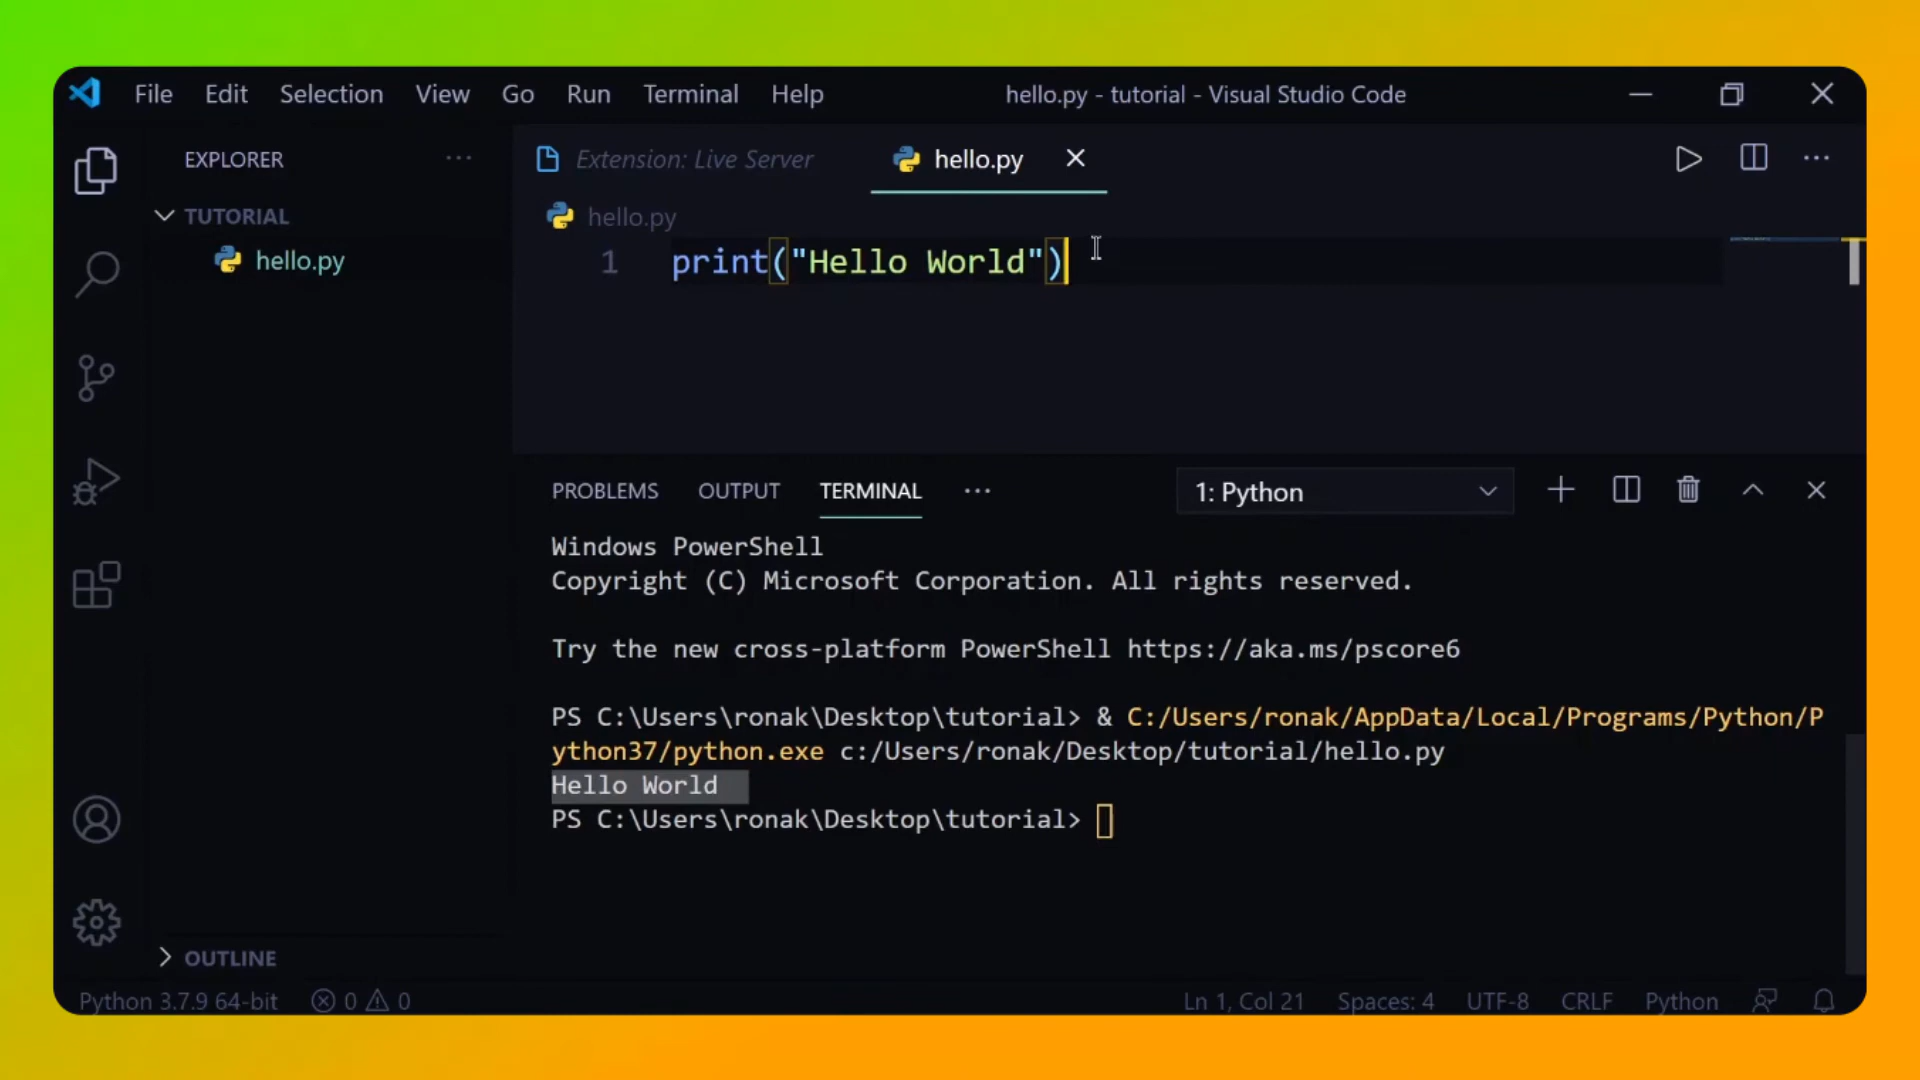 File Edit Selection View Go Run Terminal Help hello.py - tutorial - Visual Studio Code
EXPLORER
TUTORIAL
hello.py
Extension: Live Server hello.py
hello.py
1 print("Hello World")
PROBLEMS OUTPUT TERMINAL 1: Python
Windows PowerShell
Copyright (C) Microsoft Corporation. All rights reserved.
Try the new cross-platform PowerShell https://aka.ms/pscore6
PS C:\Users\ronak\Desktop\tutorial> & C:/Users/ronak/AppData/Local/Programs/Python/P
ython37/python.exe c:/Users/ronak/Desktop/tutorial/hello.py
Hello World
PS C:\Users\ronak\Desktop\tutorial>
OUTLINE
Python 3.7.9 64-bit 0 0 Ln 1, Col 21 Spaces: 4 UTF-8 CRLF Python